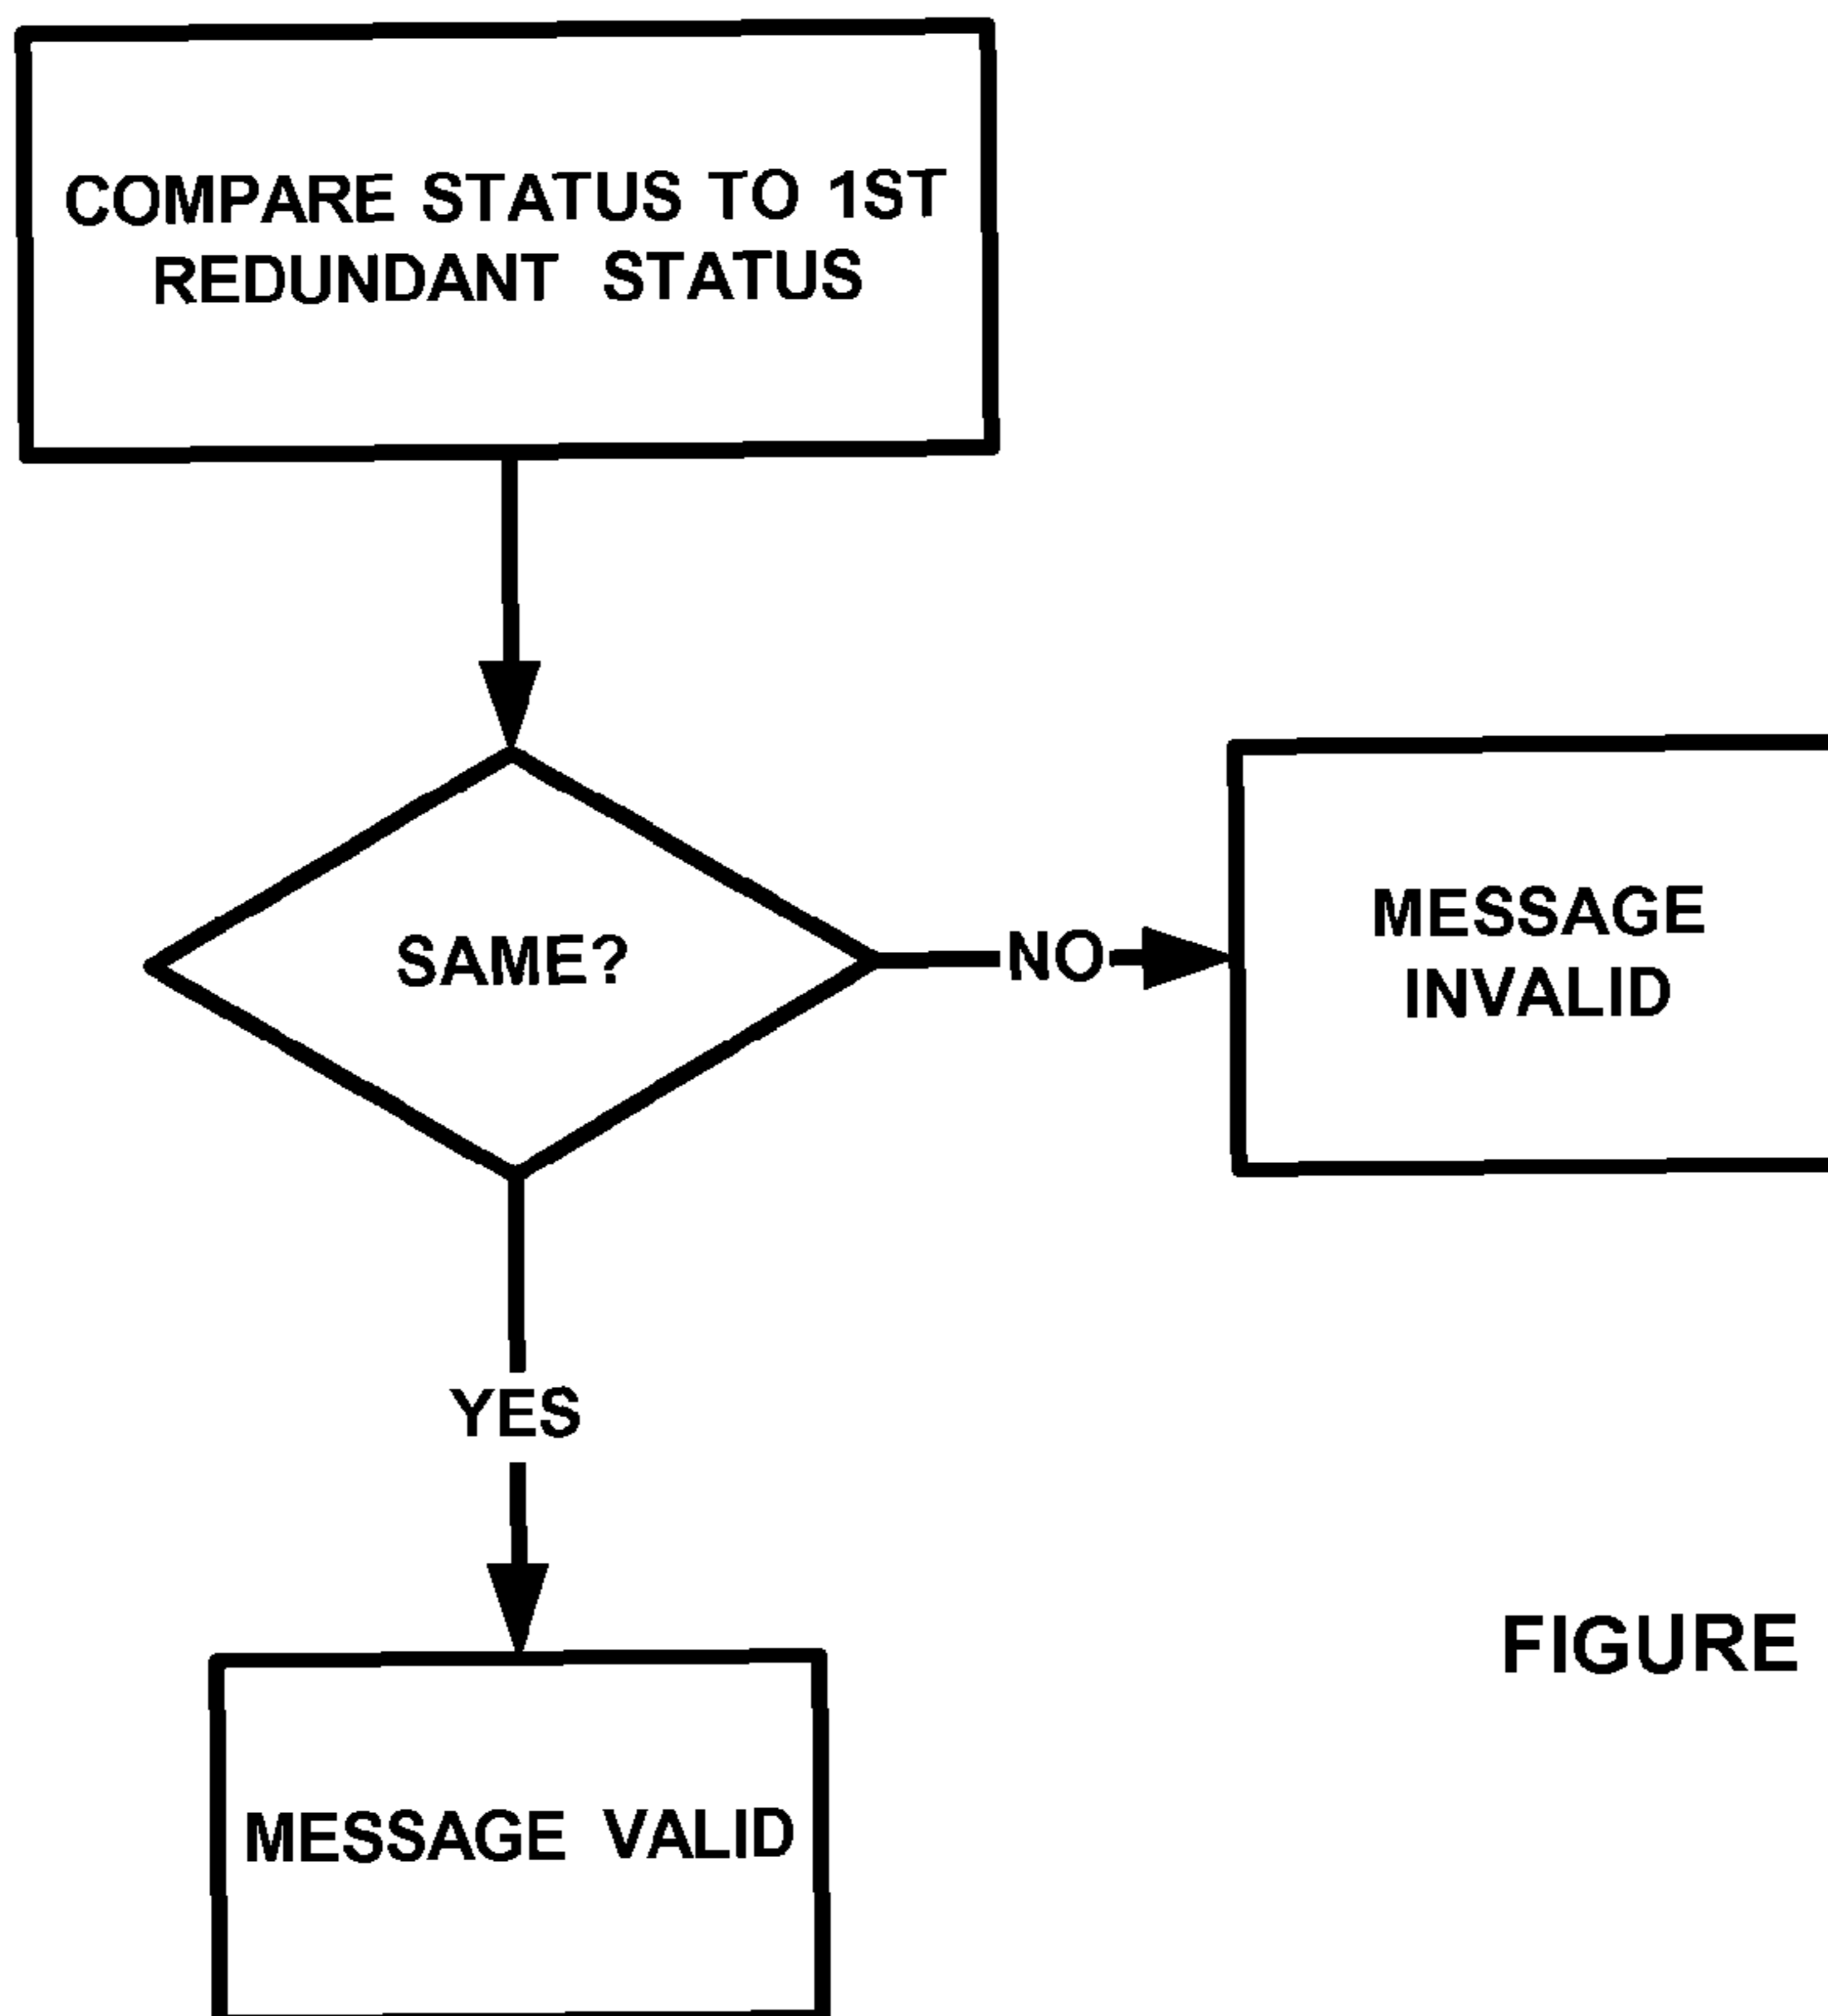 COMPARE STATUS TO 1ST
REDUNDANT STATUS
SAME?
NO
MESSAGE
INVALID
YES
FIGURE
MESSAGE VALID